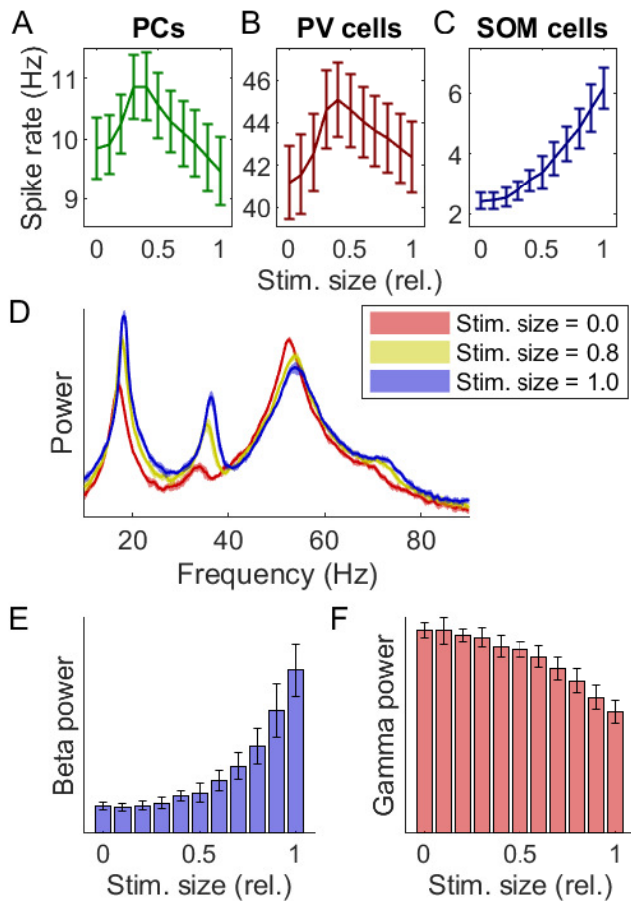 A PCs
B PV cells
C SOM cells
Spike rate (Hz)
11
10
9
46
44
42
40
6
4
2
0 0.5 1
0 0.5 1
0 0.5 1
Stim. size (rel.)
D
Stim. size = 0.0
Stim. size = 0.8
Stim. size = 1.0
Power
20 40 60 80
Frequency (Hz)
E
Beta power
0 0.5 1
Stim. size (rel.)
F
Gamma power
0 0.5 1
Stim. size (rel.)